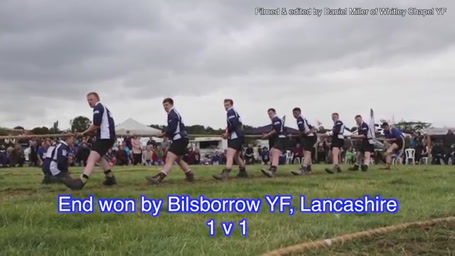 Filmed & edited by Daniel Miller of Whitley Chapel YF
End won by Bilsborrow YF, Lancashire
1 v 1